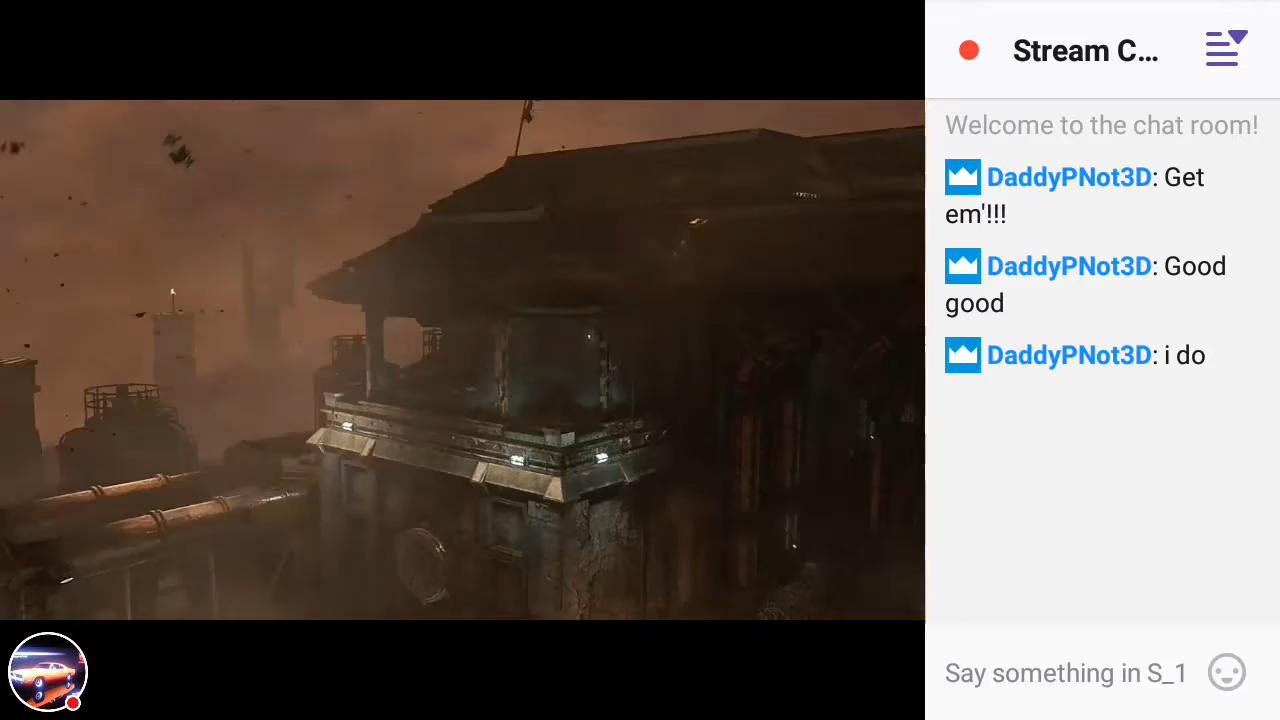 Stream C...
Welcome to the chat room!
DaddyPNot3D: Get
em'!!!
DaddyPNot3D: Good
good
DaddyPNot3D: i do
Say something in S_1